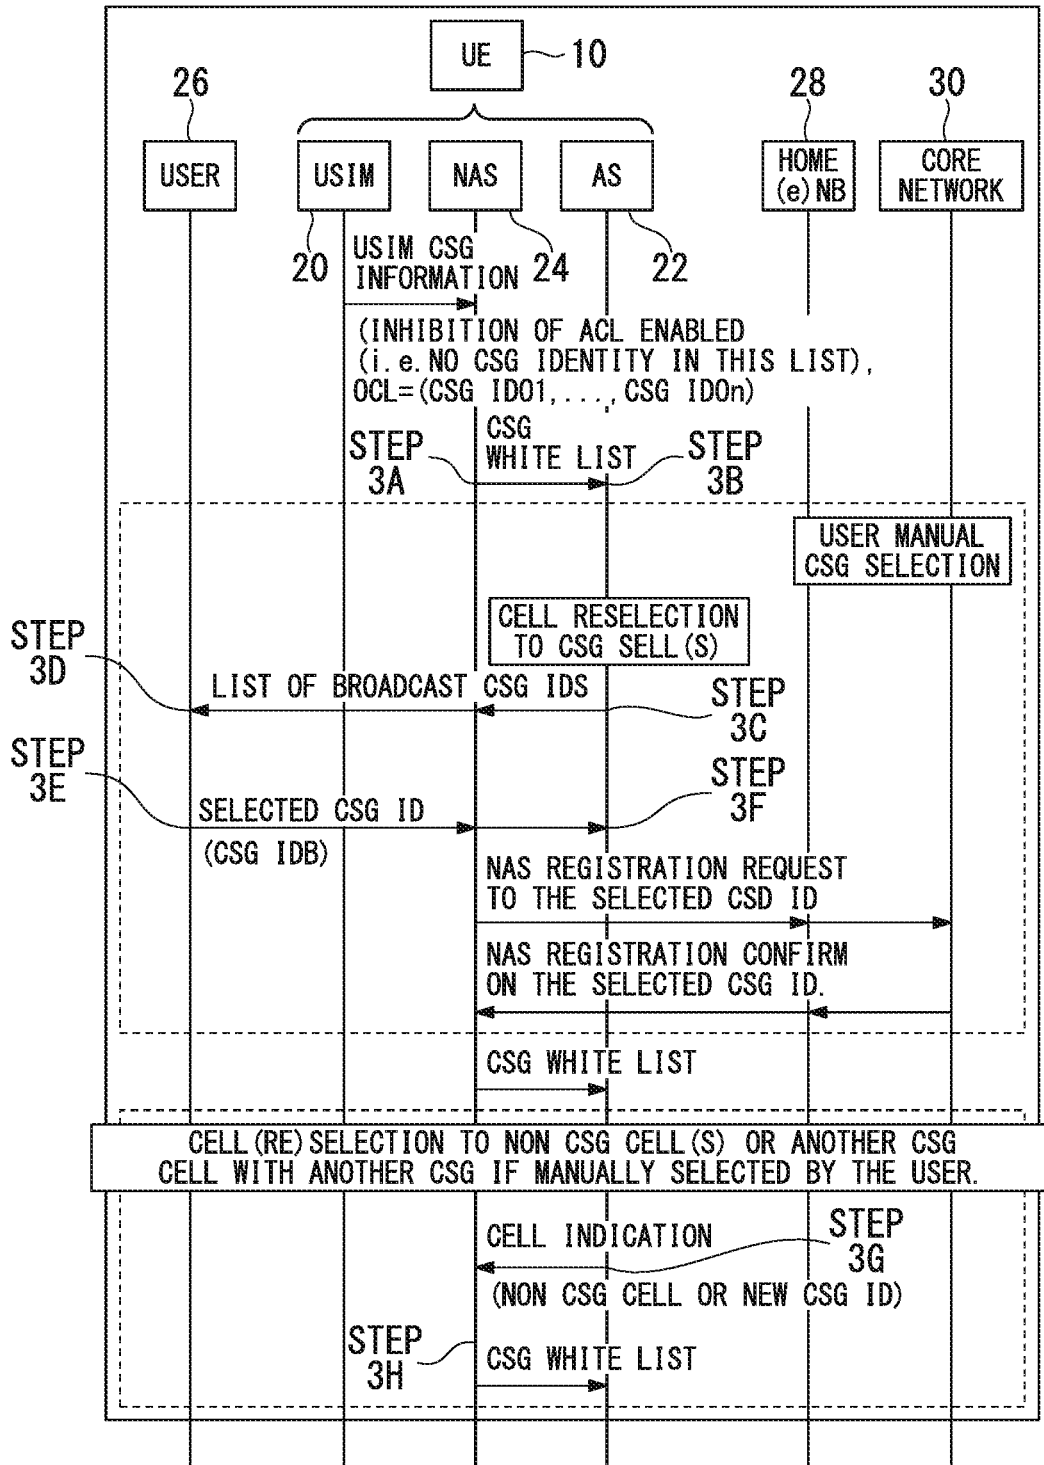 UE
10
26
28
30
USER
USIM
NAS
AS
HOME
(e)NB
CORE
NETWORK
20
24
22
USIM CSG
INFORMATION
(INHIBITION OF ACL ENABLED
(i.e.NO CSG IDENTITY IN THIS LIST),
OCL=(CSG IDO1,...,CSG IDOn)
STEP
3A
CSG
WHITE LIST
STEP
3B
USER MANUAL
CSG SELECTION
CELL RESELECTION
TO CSG SELL(S)
STEP
3D
LIST OF BROADCAST CSG IDS
STEP
3C
STEP
3E
SELECTED CSG ID
(CSG IDB)
STEP
3F
NAS REGISTRATION REQUEST
TO THE SELECTED CSD ID
NAS REGISTRATION CONFIRM
ON THE SELECTED CSG ID.
CSG WHITE LIST
CELL(RE)SELECTION TO NON CSG CELL(S) OR ANOTHER CSG
CELL WITH ANOTHER CSG IF MANUALLY SELECTED BY THE USER.
CELL INDICATION
STEP
3G
(NON CSG CELL OR NEW CSG ID)
STEP
3H
CSG WHITE LIST